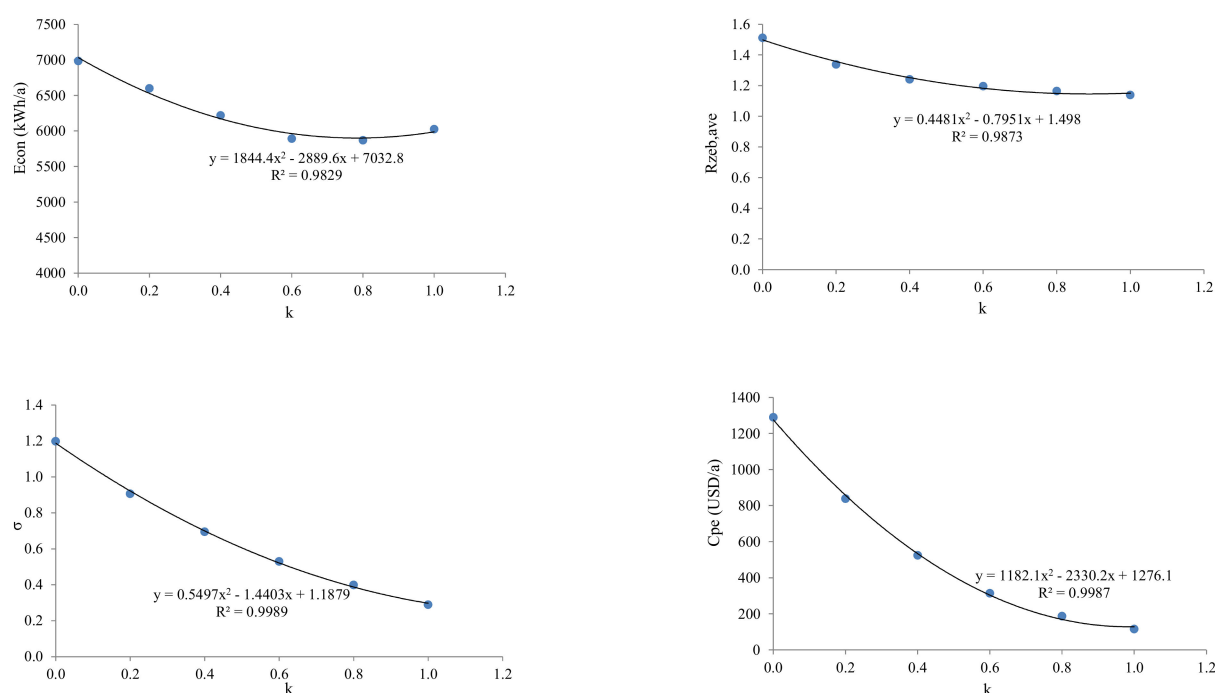 Econ (kWh/a)
7500
7000
6500
6000
5500
5000
4500
4000
y = 1844.4x² - 2889.6x + 7032.8
R² = 0.9829
0.0 0.2 0.4 0.6 0.8 1.0 1.2
k
Rzeb,ave
1.6
1.4
1.2
1.0
0.8
0.6
0.4
0.2
0.0
y = 0.4481x² - 0.7951x + 1.498
R² = 0.9873
0.0 0.2 0.4 0.6 0.8 1.0 1.2
k
σ
1.4
1.2
1.0
0.8
0.6
0.4
0.2
0.0
y = 0.5497x² - 1.4403x + 1.1879
R² = 0.9989
0.0 0.2 0.4 0.6 0.8 1.0 1.2
k
Cpe (USD/a)
1400
1200
1000
800
600
400
200
0
y = 1182.1x² - 2330.2x + 1276.1
R² = 0.9987
0.0 0.2 0.4 0.6 0.8 1.0 1.2
k